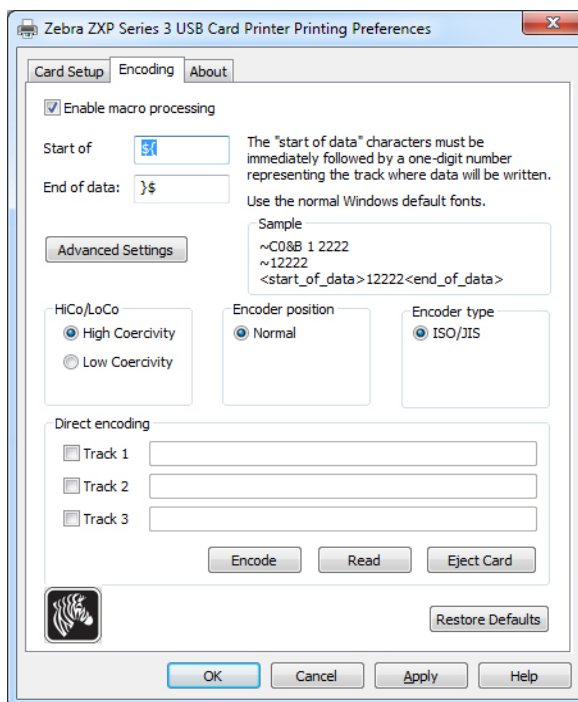 Zebra ZXP Series 3 USB Card Printer Printing Preferences
Card Setup Encoding About
Enable macro processing
Start of ${
The "start of data" characters must be
immediately followed by a one-digit number
representing the track where data will be written.
End of data: }$
Use the normal Windows default fonts.
Sample
~C0&B 1 2222
~12222
<start_of_data>12222<end_of_data>
Advanced Settings
HiCo/LoCo
High Coercivity
Low Coercivity
Encoder position
Normal
Encoder type
ISO/JIS
Direct encoding
Track 1
Track 2
Track 3
Encode Read Eject Card
Restore Defaults
OK Cancel Apply Help